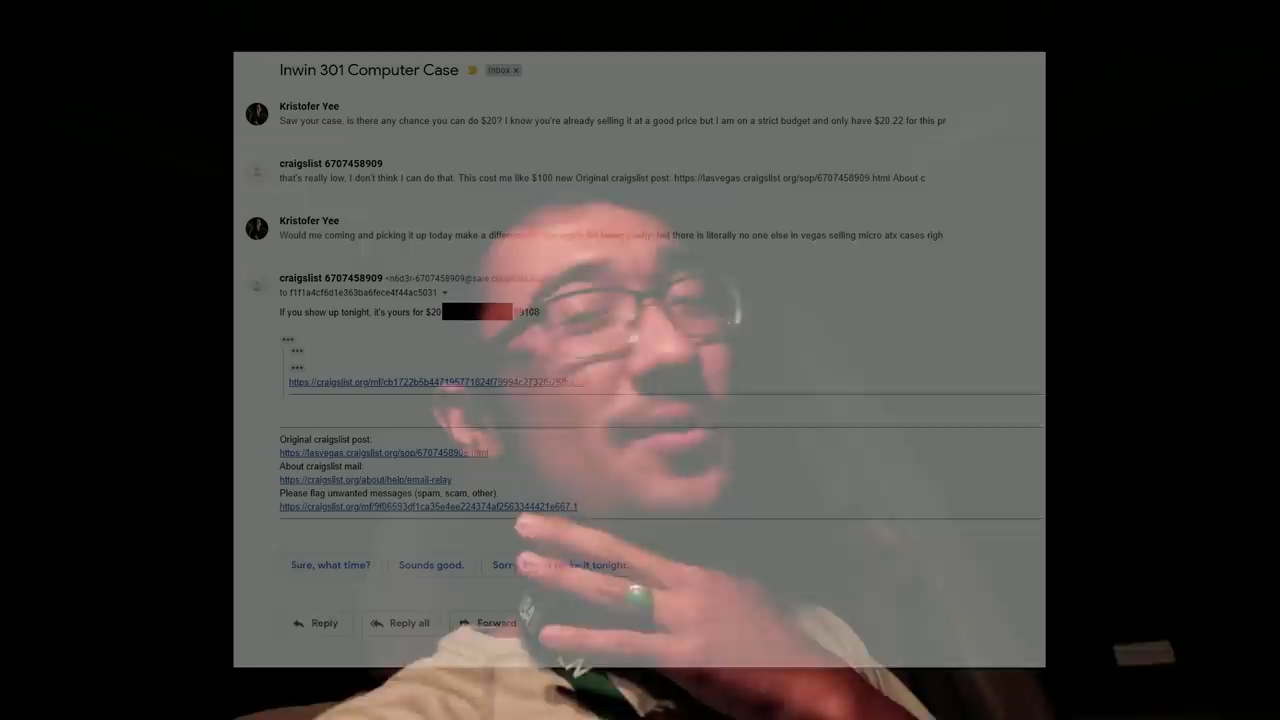 Inwin 301 Computer Case
Inbox x
Kristofer Yee
Saw your case, is there any chance you can do $20? I know you're already selling it at a good price but I am on a strict budget and only have $20.22 for this pr
craigslist 6707458909
that's really low, I don't think I can do that. This cost me like $100 new Original craigslist post: https://lasvegas.craigslist.org/sop/6707458909.html About c
Kristofer Yee
Would me coming and picking it up today make a there is literally no one else in vegas selling micro atx cases righ
craigslist 6707458909
to f1f1a4cf6d1e363ba6fece4f44ac5031
If you show up tonight, it's yours for $20
Original craigslist post:
About craigslist mail:
https://craigslist.org/about/help/email-relay
Please flag unwanted messages (spam, scam, other):
https://craigslist.org/mf/9f06593df1ca35e4ee224374af2563344421e667.1
Sure, what time?
Sounds good.
it tonight.
Reply
Reply all
Forward